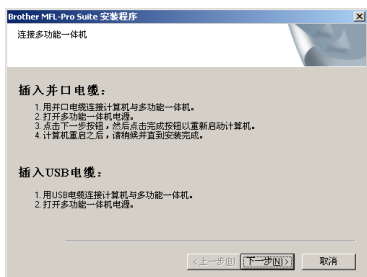 Brother MFL-Pro Suite 安装程序
连接多功能一体机
插入并口电缆：
1. 用并口电缆连接计算机与多功能一体机。
2. 打开多功能一体机电源。
3. 点击下一步按钮，然后点击完成按钮以重新启动计算机。
4. 计算机重启之后，请稍候并直到安装完成。
插入USB电缆：
1. 用USB电缆连接计算机与多功能一体机。
2. 打开多功能一体机电源。
<上一步(B) 下一步(N)> 取消